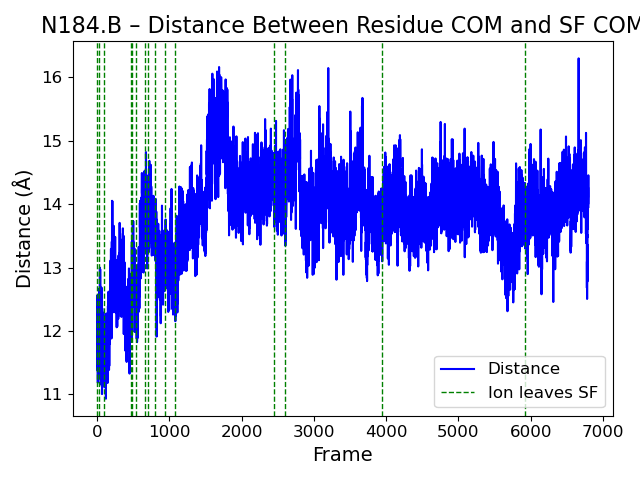 N184.B – Distance Between Residue COM and SF COM
Distance (Å)
16
15
14
13
12
11
Distance
Ion leaves SF
0 1000 2000 3000 4000 5000 6000 7000
Frame